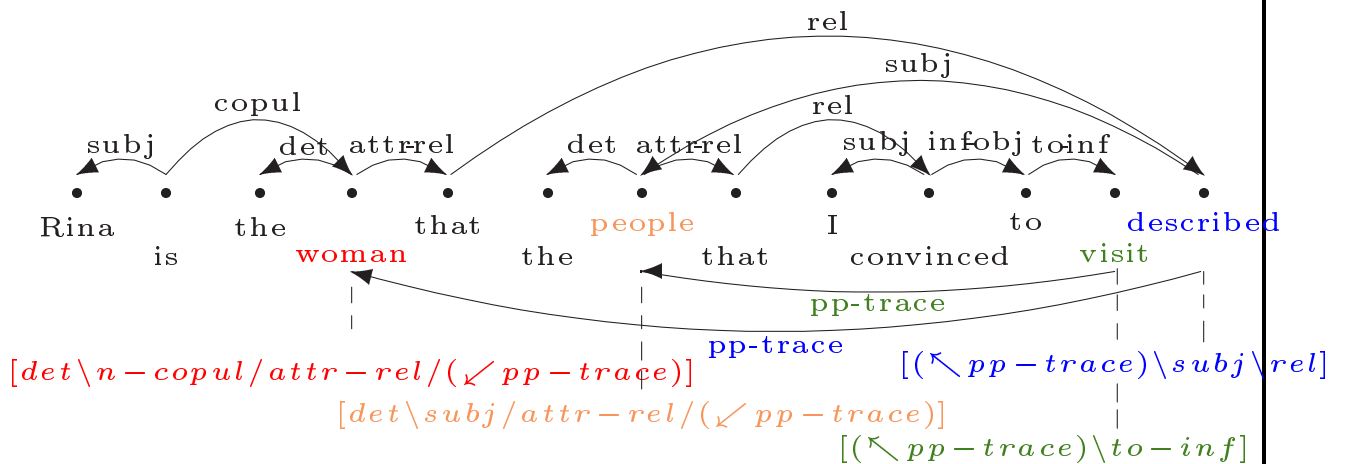 rel
subj
copul rel
subj det attr-rel det attr-rel subj inf-obj to-inf
Rina the that people I to described
is woman the that convinced visit
pp-trace
pp-trace
[det\n-copul/attr-rel/(↙pp-trace)] [(↖pp-trace)\subj\rel]
[det\subj/attr-rel/(↙pp-trace)]
[(↖pp-trace)\to-inf]